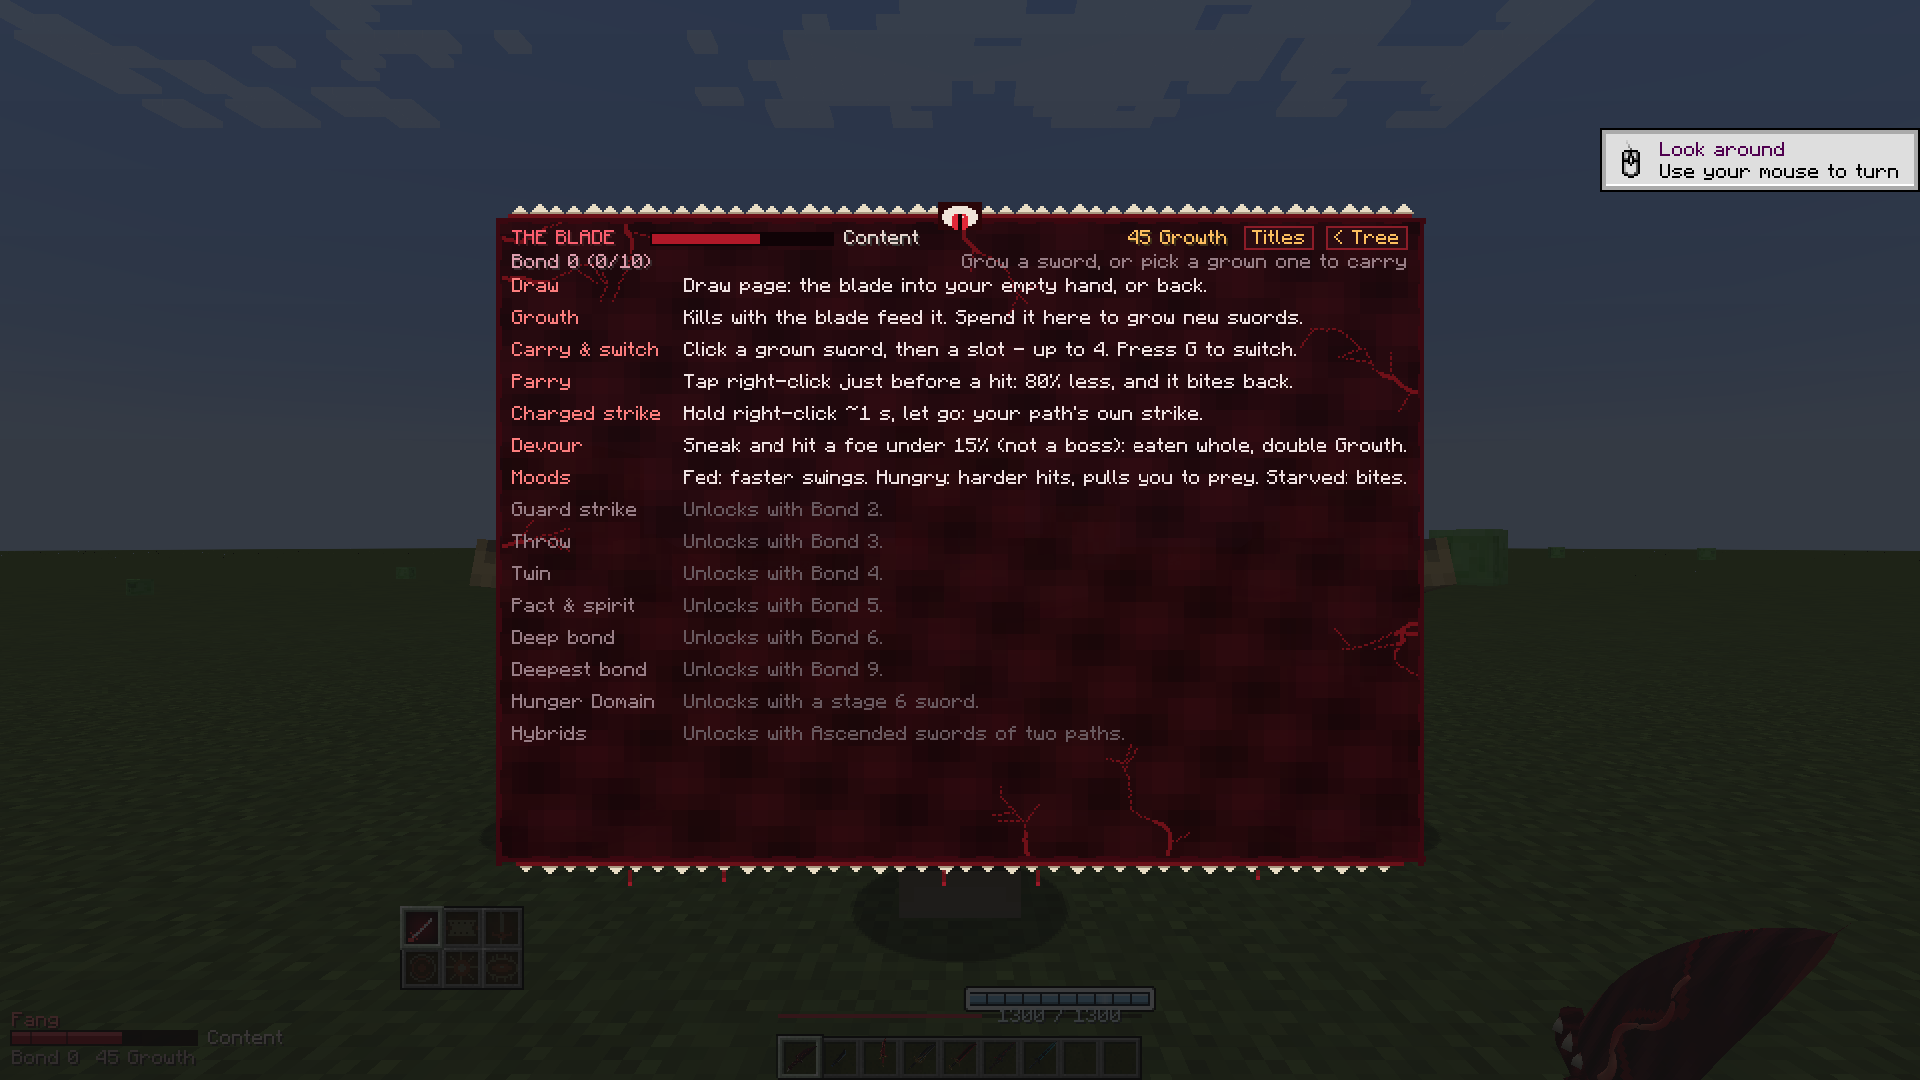 Look around
Use your mouse to turn
THE BLADE Content 45 Growth Titles < Tree
Bond 0 (0/10) Grow a sword, or pick a grown one to carry
Draw Draw page: the blade into your empty hand, or back.
Growth Kills with the blade feed it. Spend it here to grow new swords.
Carry & switch Click a grown sword, then a slot - up to 4. Press G to switch.
Parry Tap right-click just before a hit: 80% less, and it bites back.
Charged strike Hold right-click ~1 s, let go: your path's own strike.
Devour Sneak and hit a foe under 15% (not a boss): eaten whole, double Growth.
Moods Fed: faster swings. Hungry: harder hits, pulls you to prey. Starved: bites.
Guard strike Unlocks with Bond 2.
Throw Unlocks with Bond 3.
Twin Unlocks with Bond 4.
Pact & spirit Unlocks with Bond 5.
Deep bond Unlocks with Bond 6.
Deepest bond Unlocks with Bond 9.
Hunger Domain Unlocks with a stage 6 sword.
Hybrids Unlocks with Ascended swords of two paths.
1300 / 1300
Fang
Content
Bond 0 45 Growth